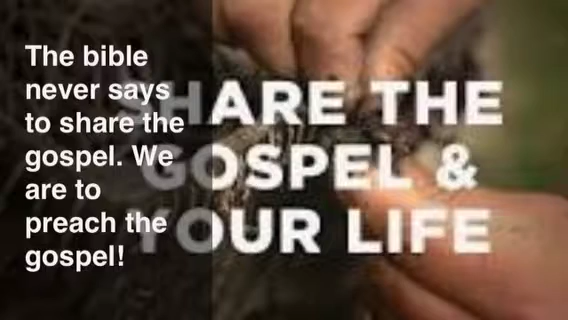 The bible
never says
to share the
gospel. We
are to
preach the
gospel!
SHARE THE
GOSPEL &
YOUR LIFE